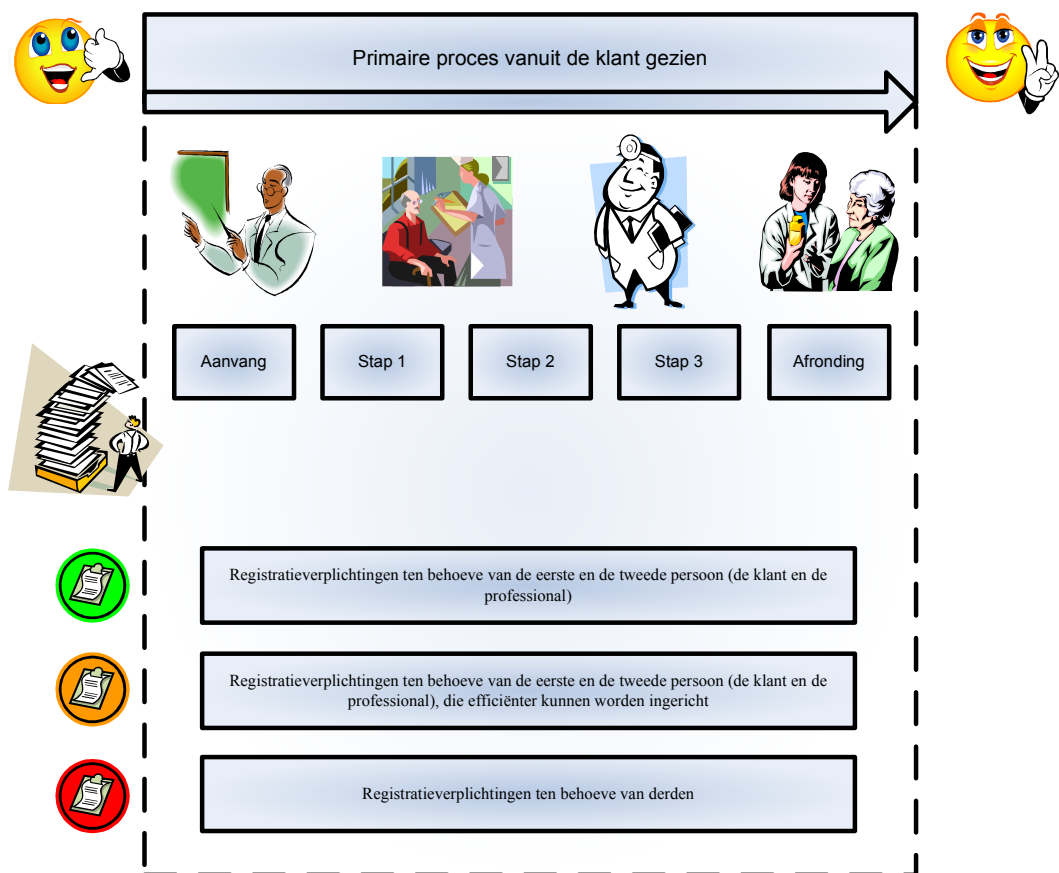 Primaire proces vanuit de klant gezien
Aanvang
Stap 1
Stap 2
Stap 3
Afronding
Registratieverplichtingen ten behoeve van de eerste en de tweede persoon (de klant en de
professional)
Registratieverplichtingen ten behoeve van de eerste en de tweede persoon (de klant en de
professional), die efficiënter kunnen worden ingericht
Registratieverplichtingen ten behoeve van derden